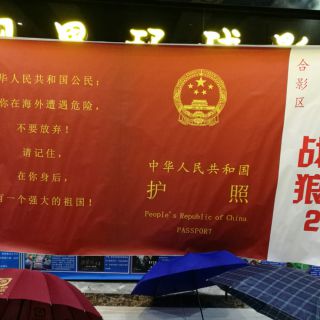 华人民共和国公民：
你在海外遭遇危险，
不要放弃！
请记住，
在你身后，
有一个强大的祖国！
中华人民共和国
护 照
People's Republic of China
PASSPORT
合影区
战
狼
2